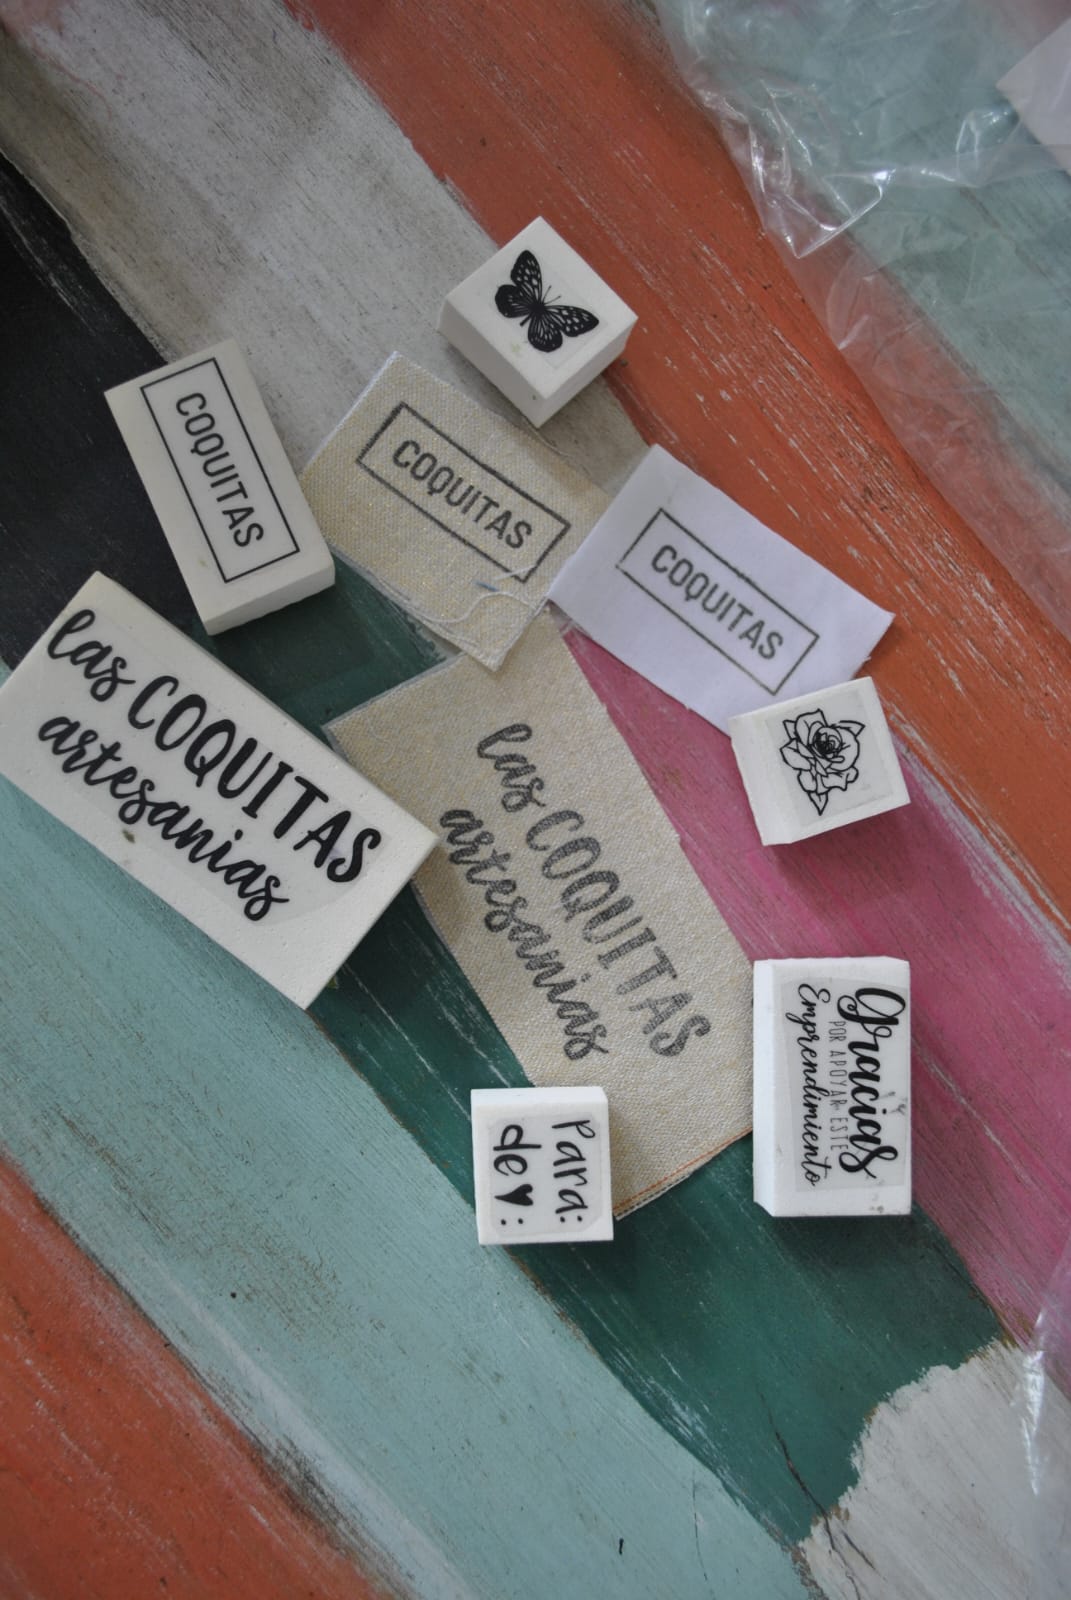 COQUITAS
COQUITAS
COQUITAS
las COQUITAS
artesanias
las COQUITAS
artesanias
Para:
de♥:
gracias
POR APOYAR ESTE
Emprendimiento